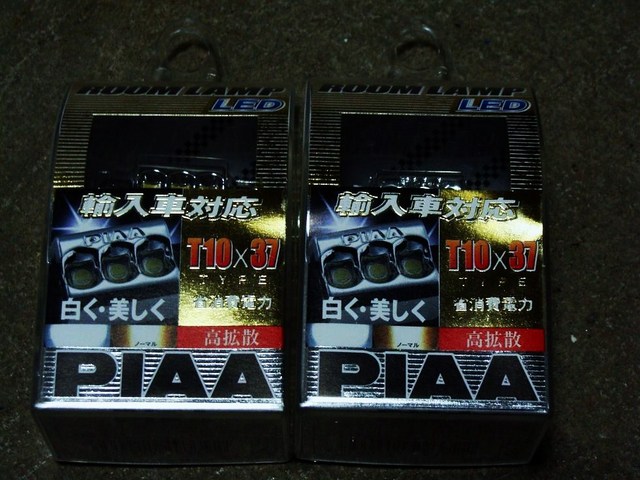 ROOM LAMP
LED
輸入車対応
PIAA
T10×37
TYPE
白く・美しく
省消費電力
ノーマル
高拡散
PIAA
ROOM LAMP
LED
輸入車対応
PIAA
T10×37
TYPE
白く・美しく
省消費電力
ノーマル
高拡散
PIAA